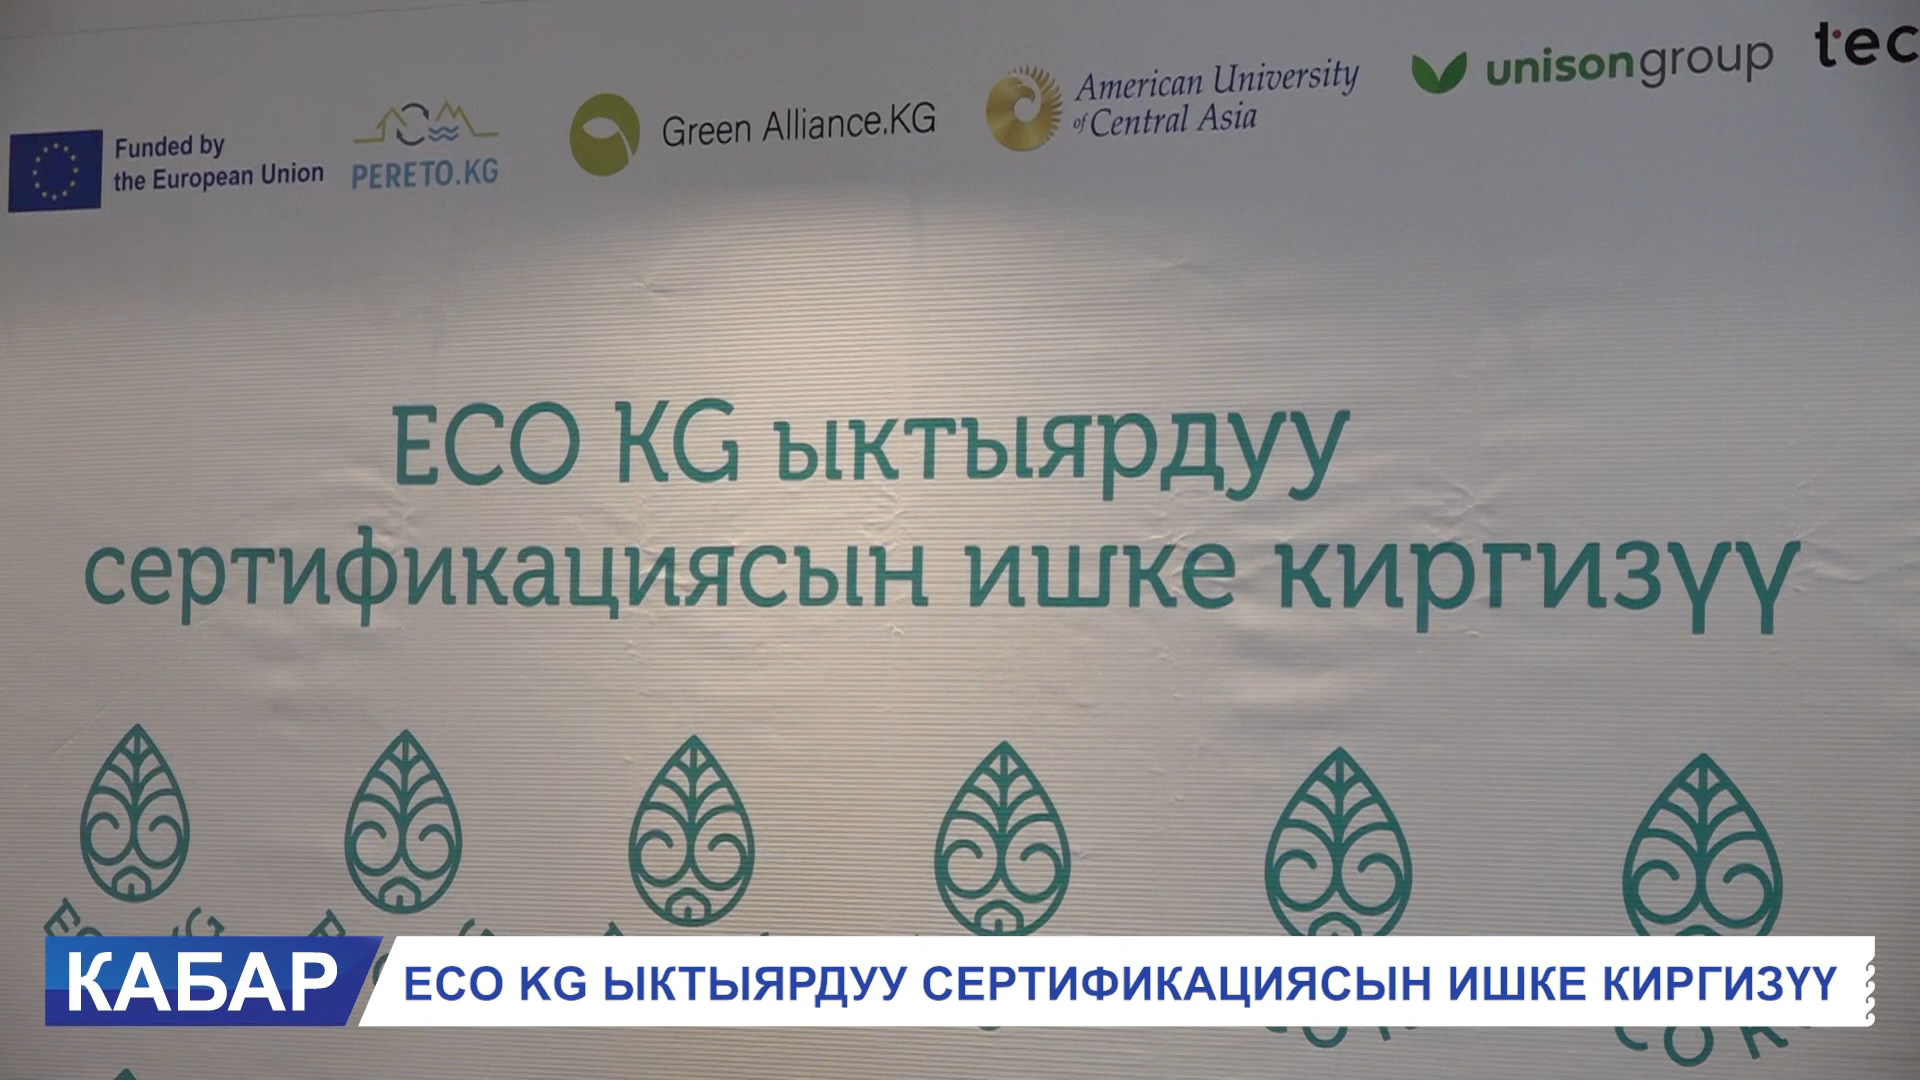 Funded by
the European Union
PERETO.KG
Green Alliance.KG
American University
of Central Asia
unisongroup
ECO KG ыктыярдуу
сертификациясын ишке киргизүү
КАБАР
ECO KG ЫКТЫЯРДУУ СЕРТИФИКАЦИЯСЫН ИШКЕ КИРГИЗҮҮ